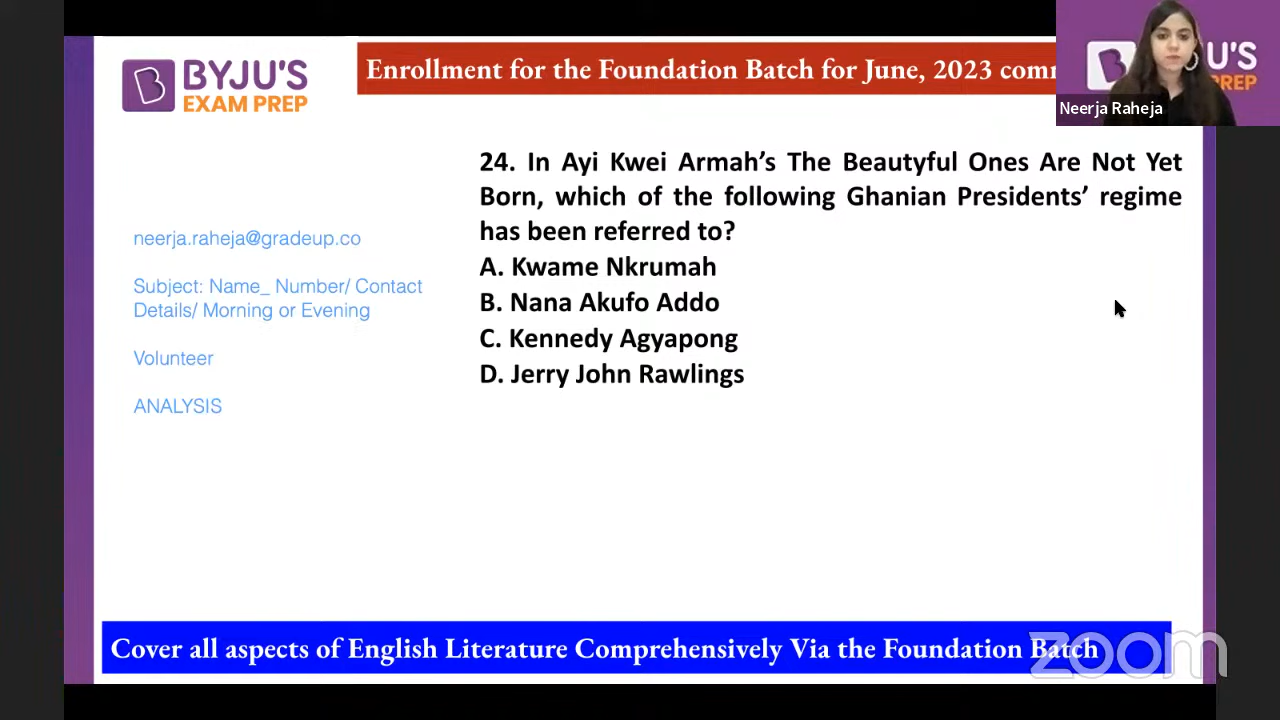 BYJU'S
EXAM PREP
Enrollment for the Foundation Batch for June, 2023
JU'S
Neerja Raheja
24. In Ayi Kwei Armah's The Beautyful Ones Are Not Yet
Born, which of the following Ghanian Presidents' regime
has been referred to?
A. Kwame Nkrumah
B. Nana Akufo Addo
C. Kennedy Agyapong
D. Jerry John Rawlings
neerja.raheja@gradeup.co
Subject: Name_ Number/ Contact
Details/ Morning or Evening
Volunteer
ANALYSIS
Cover all aspects of English Literature Comprehensively Via the Foundation Batch
zoom